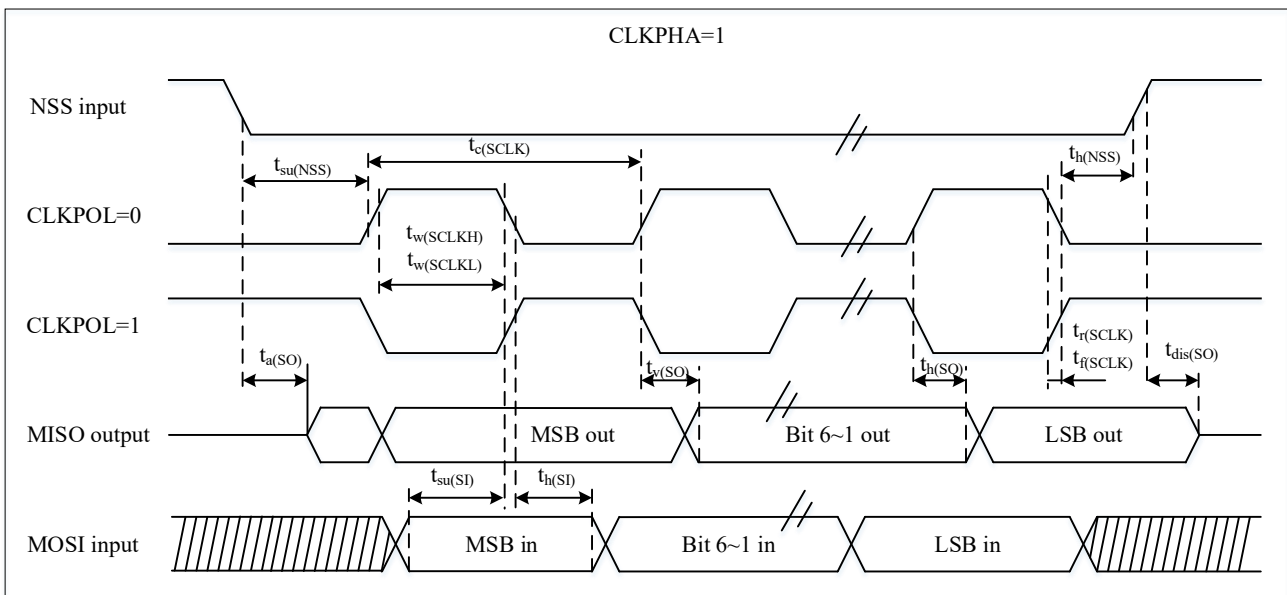 CLKPHA=1
NSS input
tc(SCLK)
tsu(NSS)
th(NSS)
CLKPOL=0
tw(SCLKH)
tw(SCLKL)
CLKPOL=1
tr(SCLK)
tf(SCLK)
ta(SO)
tv(SO)
th(SO)
tdis(SO)
MISO output
MSB out
Bit 6~1 out
LSB out
tsu(SI)
th(SI)
MOSI input
MSB in
Bit 6~1 in
LSB in